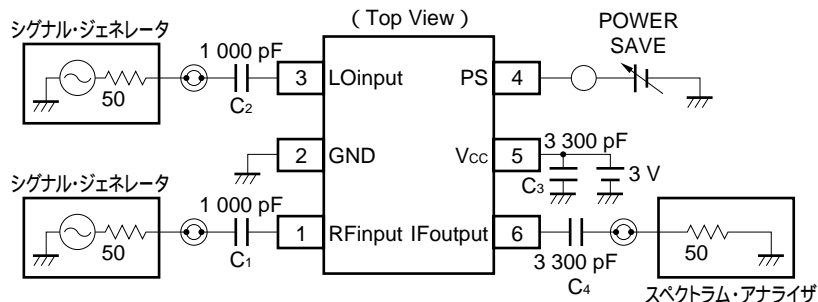 (Top View)
シグナル・ジェネレータ
50
1 000 pF
C2
3 LOinput
PS 4
POWER
SAVE
2 GND
VCC 5
3 300 pF
C3
3 V
シグナル・ジェネレータ
50
1 000 pF
C1
1 RFinput
IFoutput 6
3 300 pF
C4
50
スペクトラム・アナライザ